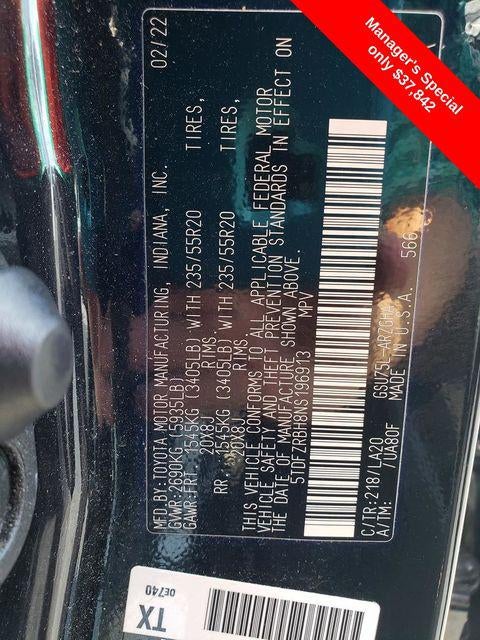 Manager's Special
only $37,842
MFD.BY:TOYOTA MOTOR MANUFACTURING, INDIANA, INC. 02/22
GVWR:2690KG (5935LB)
GAWR:FRT 1545KG (3405LB) WITH 235/55R20 TIRES,
20X8J RIMS,
RR 1545KG (3405LB) WITH 235/55R20 TIRES,
20X8J RIMS.
THIS VEHICLE CONFORMS TO ALL APPLICABLE FEDERAL MOTOR
VEHICLE SAFETY AND THEFT PREVENTION STANDARDS IN EFFECT ON
THE DATE OF MANUFACTURE SHOWN ABOVE.
5TDFZRBH8NS196913 MPV
C/TR:218/LA20
A/TM: /UA80F MADE IN U.S.A. 566
TX
0E740